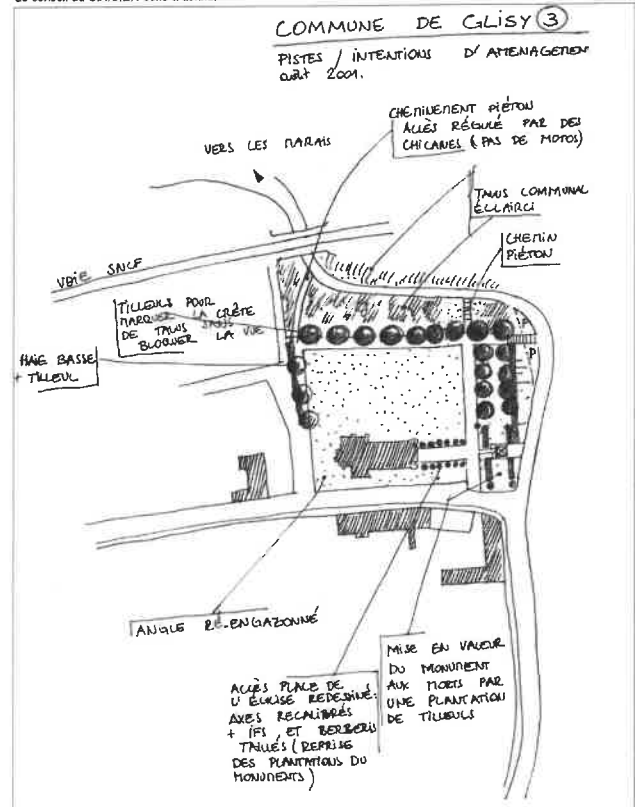 COMMUNE DE GLISY 3
PISTES / INTENTIONS D'AMENAGEMENT
août 2001.
CHEMINEMENT PIÉTON
ACCÈS RÉGULÉ PAR DES
CHICANES (PAS DE MOTOS)
VERS LES MARAIS
TALUS COMMUNAL
ÉCLAIRCI
CHEMIN
PIÉTON
VOIE SNCF
TILLEULS POUR
MARQUER LA CRÊTE
DE TALUS SANS
BLOQUER LA VUE
HAIE BASSE
+ TILLEUL
P
ANGLE RÉ-ENGAZONNÉ
MISE EN VALEUR
DU MONUMENT
AUX MORTS PAR
UNE PLANTATION
DE TILLEULS
ACCÈS PLACE DE
L'ÉGLISE REDESSINÉ:
AXES RECALIBRÉS
+ IFS ET BERBERIS
TAILLÉS (REPRISE
DES PLANTATIONS DU
MONUMENTS)